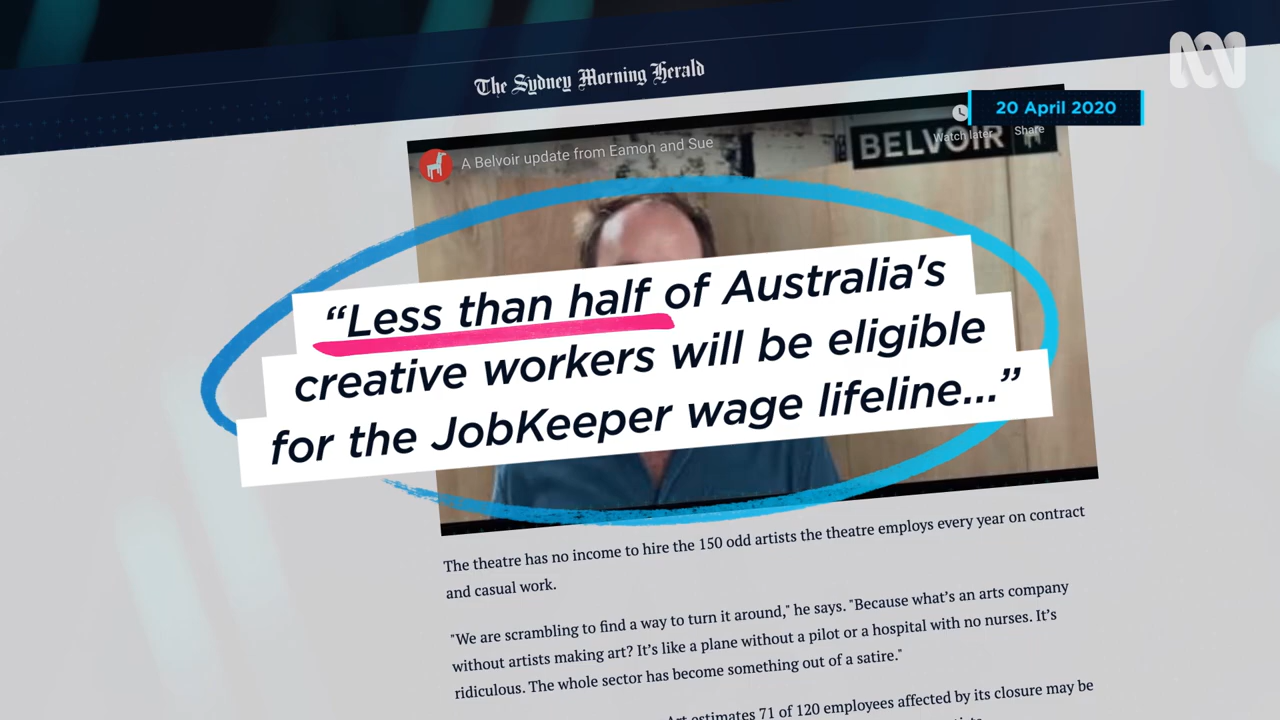 The Sydney Morning Herald
20 April 2020
Watch later
Share
A Belvoir update from Eamon and Sue
BELVOIR
“Less than half of Australia's
creative workers will be eligible
for the JobKeeper wage lifeline...”
The theatre has no income to hire the 150 odd artists the theatre employs every year on contract
and casual work.
"We are scrambling to find a way to turn it around," he says. "Because what’s an arts company
without artists making art? It’s like a plane without a pilot or a hospital with no nurses. It’s
ridiculous. The whole sector has become something out of a satire."
Art estimates 71 of 120 employees affected by its closure may be